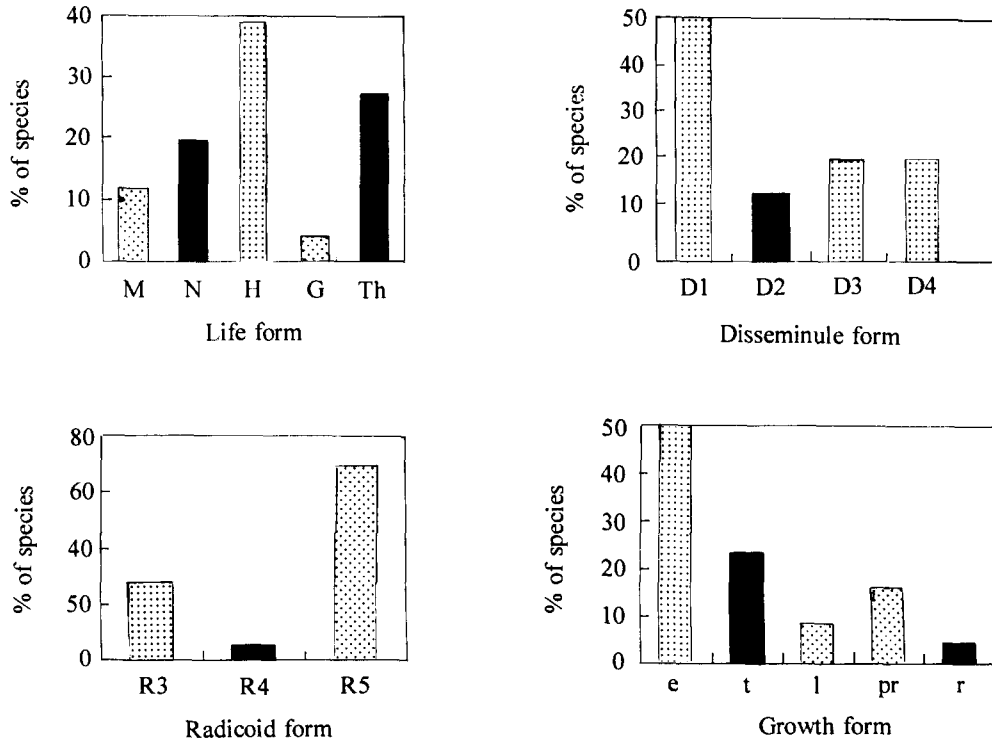 40
30
20
10
0
% of species
M N H G Th
Life form
50
40
30
20
10
0
% of species
D1 D2 D3 D4
Disseminule form
80
60
40
50
0
% of species
R3 R4 R5
Radicoid form
50
40
30
20
10
0
% of species
e t l pr r
Growth form